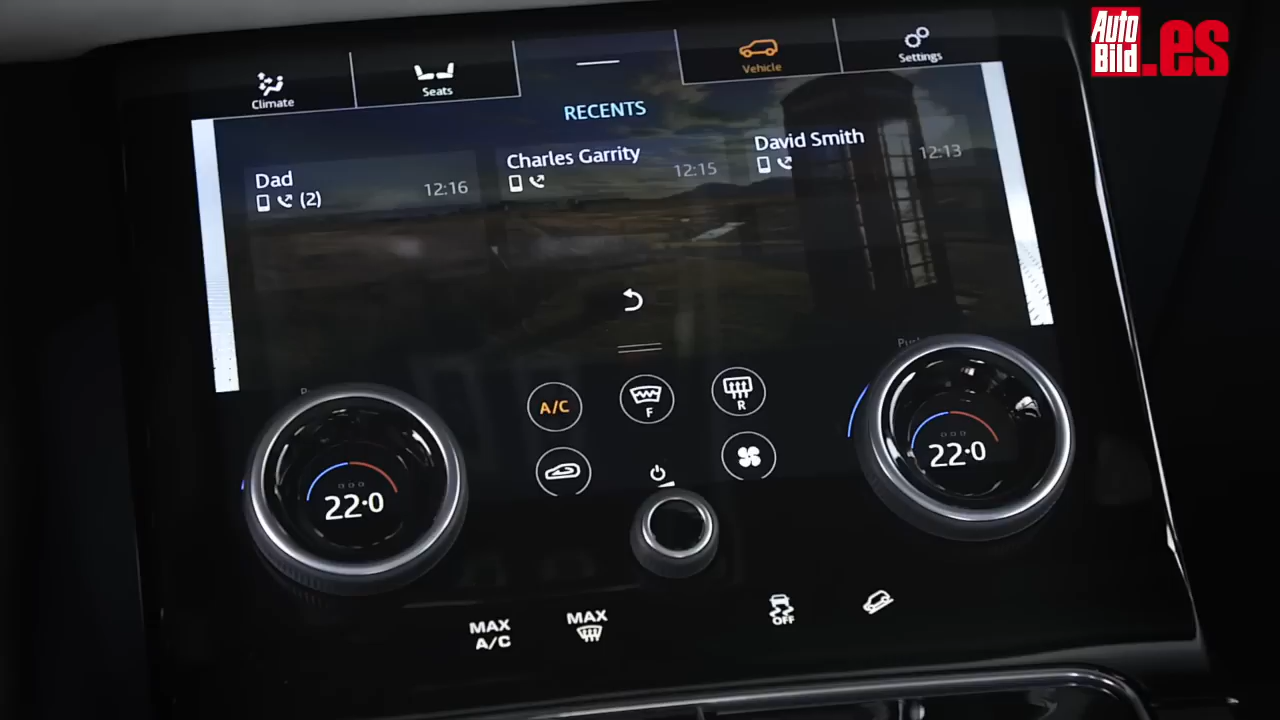 Auto
Bild.es
Climate
Seats
Vehicle
Settings
RECENTS
Dad
(2)
12:16
Charles Garrity
12:15
David Smith
12:13
A/C
F
R
22·0
22·0
MAX
A/C
MAX
OFF